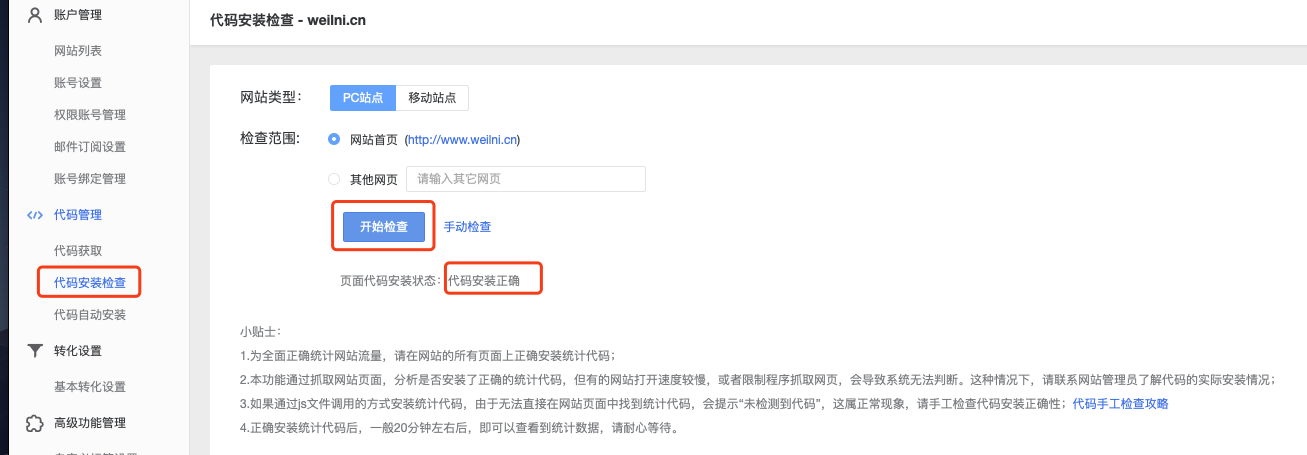 账户管理
网站列表
账号设置
权限账号管理
邮件订阅设置
账号绑定管理
代码管理
代码获取
代码安装检查
代码自动安装
转化设置
基本转化设置
高级功能管理
代码安装检查 - weilni.cn
网站类型： PC站点 移动站点
检查范围: 网站首页 (http://www.weilni.cn)
其他网页 请输入其它网页
开始检查 手动检查
页面代码安装状态：代码安装正确
小贴士：
1.为全面正确统计网站流量，请在网站的所有页面上正确安装统计代码；
2.本功能通过抓取网站页面，分析是否安装了正确的统计代码，但有的网站打开速度较慢，或者限制程序抓取网页，会导致系统无法判断。这种情况下，请联系网站管理员了解代码的实际安装情况；
3.如果通过js文件调用的方式安装统计代码，由于无法直接在网站页面中找到统计代码，会提示“未检测到代码”，这属正常现象，请手工检查代码安装正确性；代码手工检查攻略
4.正确安装统计代码后，一般20分钟左右后，即可以查看到统计数据，请耐心等待。